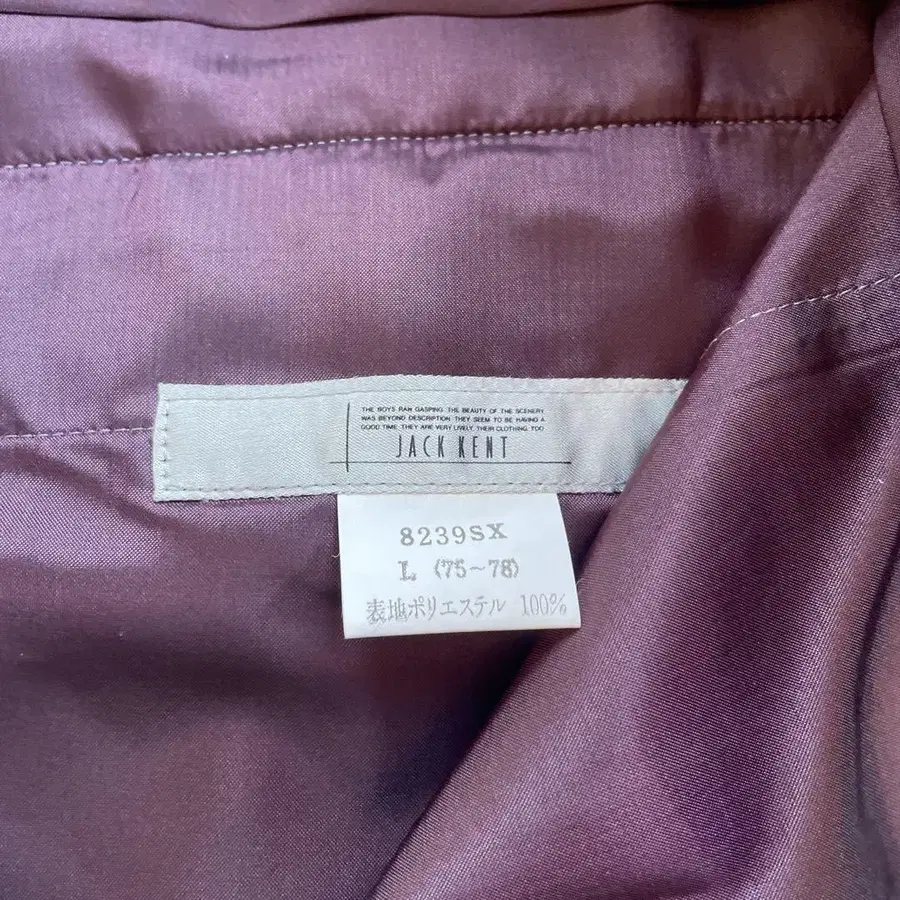 THE BOYS RAN GASPING THE BEAUTY OF THE SCENERY
WAS BEYOND DESCRIPTION THEY SEEM TO BE HAVING A
GOOD TIME THEY ARE VERY LIVELY THEIR CLOTHING TOO
JACK KENT
8239SX
L (75~78)
表地ポリエステル 100%